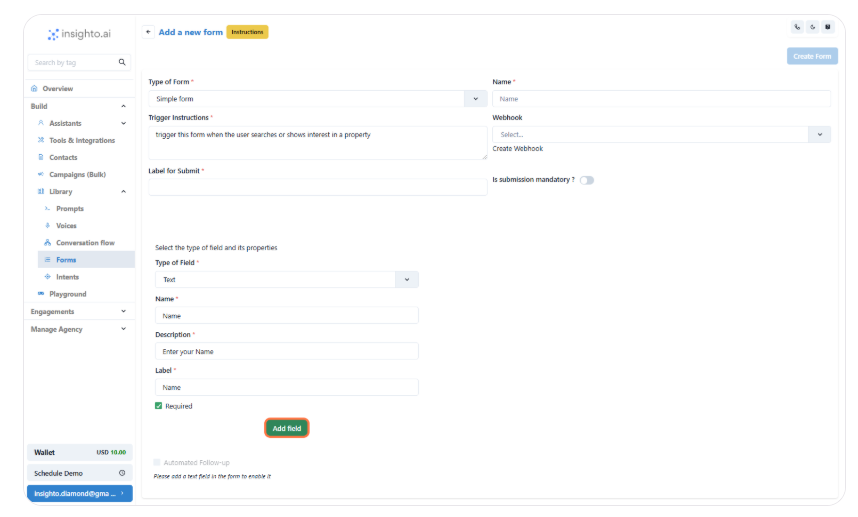 insighto.ai
Search by tag
Overview
Build
Assistants
Tools & Integrations
Contacts
Campaigns (Bulk)
Library
Prompts
Voices
Conversation flow
Forms
Intents
Playground
Engagements
Manage Agency
Wallet USD 10.00
Schedule Demo
insighto.diamond@gma ...
Add a new form Instructions
Create Form
Type of Form *
Simple form
Name *
Name
Trigger Instructions *
trigger this form when the user searches or shows interest in a property
Webhook
Select...
Create Webhook
Label for Submit *
Is submission mandatory ?
Select the type of field and its properties
Type of Field *
Text
Name *
Name
Description *
Enter your Name
Label *
Name
Required
Add field
Automated Follow-up
Please add a text field in the form to enable it